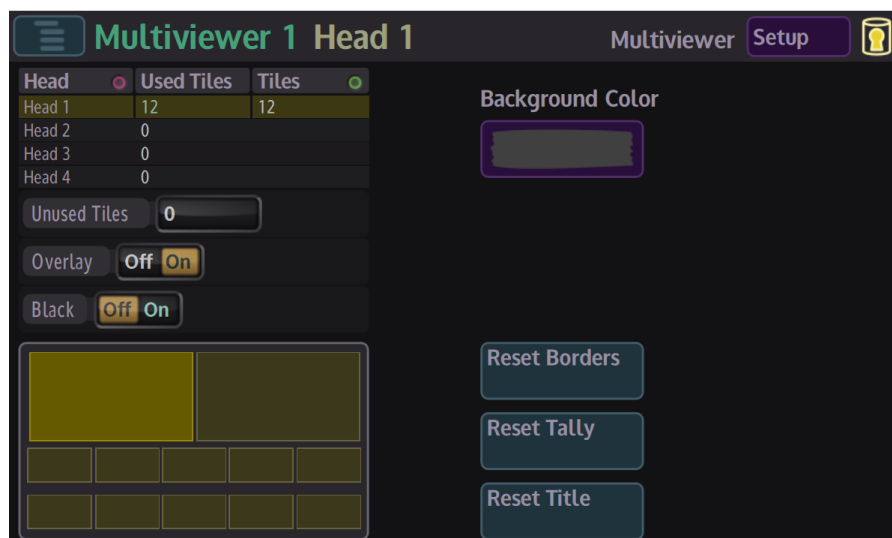 Multiviewer 1 Head 1 Multiviewer Setup
Head Used Tiles Tiles
Head 1 12 12
Head 2 0
Head 3 0
Head 4 0
Unused Tiles 0
Overlay Off On
Black Off On
Background Color
Reset Borders
Reset Tally
Reset Title